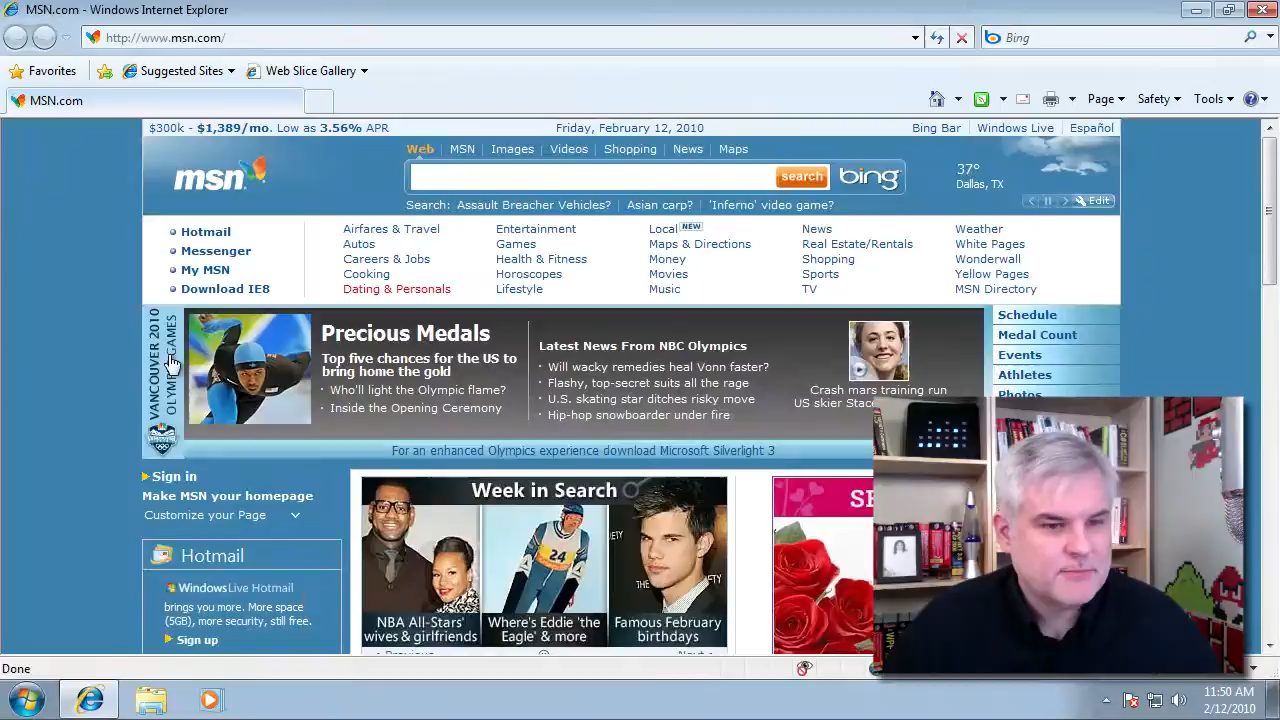 MSN.com - Windows Internet Explorer
http://www.msn.com/
Bing
Favorites
Suggested Sites
Web Slice Gallery
MSN.com
Page
Safety
Tools
$300k - $1,389/mo. Low as 3.56% APR
Friday, February 12, 2010
Bing Bar
Windows Live
Español
Web
MSN
Images
Videos
Shopping
News
Maps
msn
search
bing
37°
Dallas, TX
Edit
Search: Assault Breacher Vehicles?
Asian carp?
'Inferno' video game?
Hotmail
Messenger
My MSN
Download IE8
Airfares & Travel
Autos
Careers & Jobs
Cooking
Dating & Personals
Entertainment
Games
Health & Fitness
Horoscopes
Lifestyle
Local NEW
Maps & Directions
Money
Movies
Music
News
Real Estate/Rentals
Shopping
Sports
TV
Weather
White Pages
Wonderwall
Yellow Pages
MSN Directory
VANCOUVER 2010
OLYMPIC GAMES
Precious Medals
Top five chances for the US to
bring home the gold
Who'll light the Olympic flame?
Inside the Opening Ceremony
Latest News From NBC Olympics
Will wacky remedies heal Vonn faster?
Flashy, top-secret suits all the rage
U.S. skating star ditches risky move
Hip-hop snowboarder under fire
Crash mars training run
US skier
Schedule
Medal Count
Events
Athletes
Photos
For an enhanced Olympics experience download Microsoft Silverlight 3
Sign in
Make MSN your homepage
Customize your Page
Hotmail
Windows Live Hotmail
brings you more. More space
(5GB), more security, still free.
Sign up
Week in Search
24
NBA All-Stars'
wives & girlfriends
Where's Eddie 'the
Eagle' & more
Famous February
birthdays
Previous
Next
Done
11:50 AM
2/12/2010